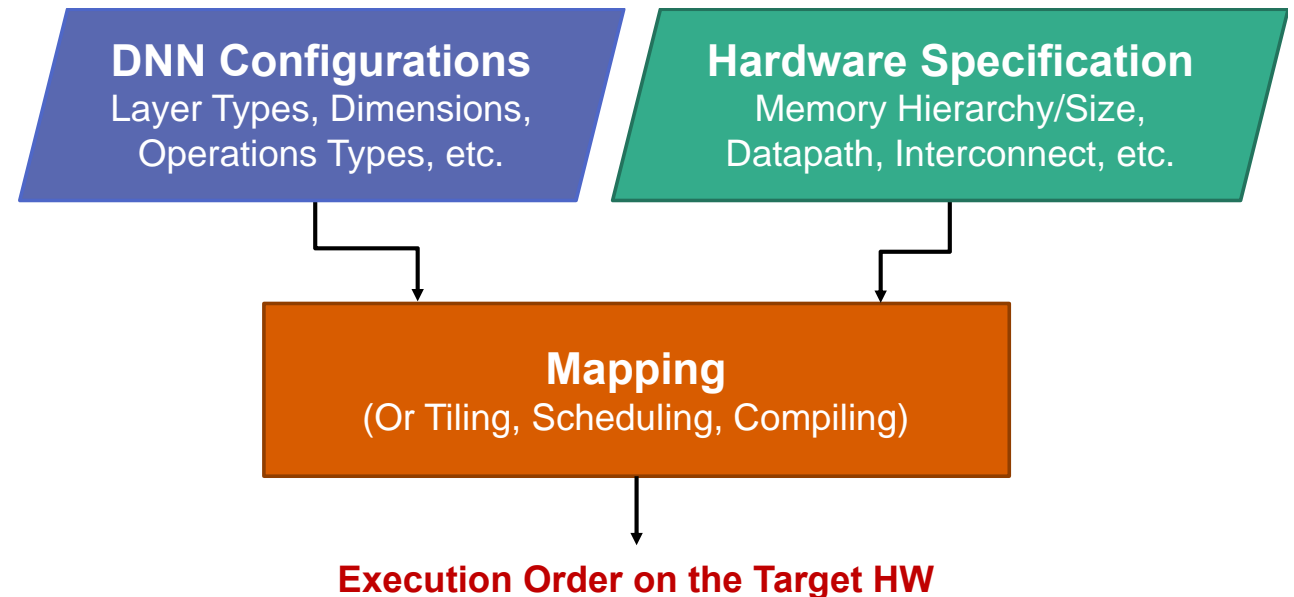 DNN Configurations
Layer Types, Dimensions,
Operations Types, etc.
Hardware Specification
Memory Hierarchy/Size,
Datapath, Interconnect, etc.
Mapping
(Or Tiling, Scheduling, Compiling)
Execution Order on the Target HW